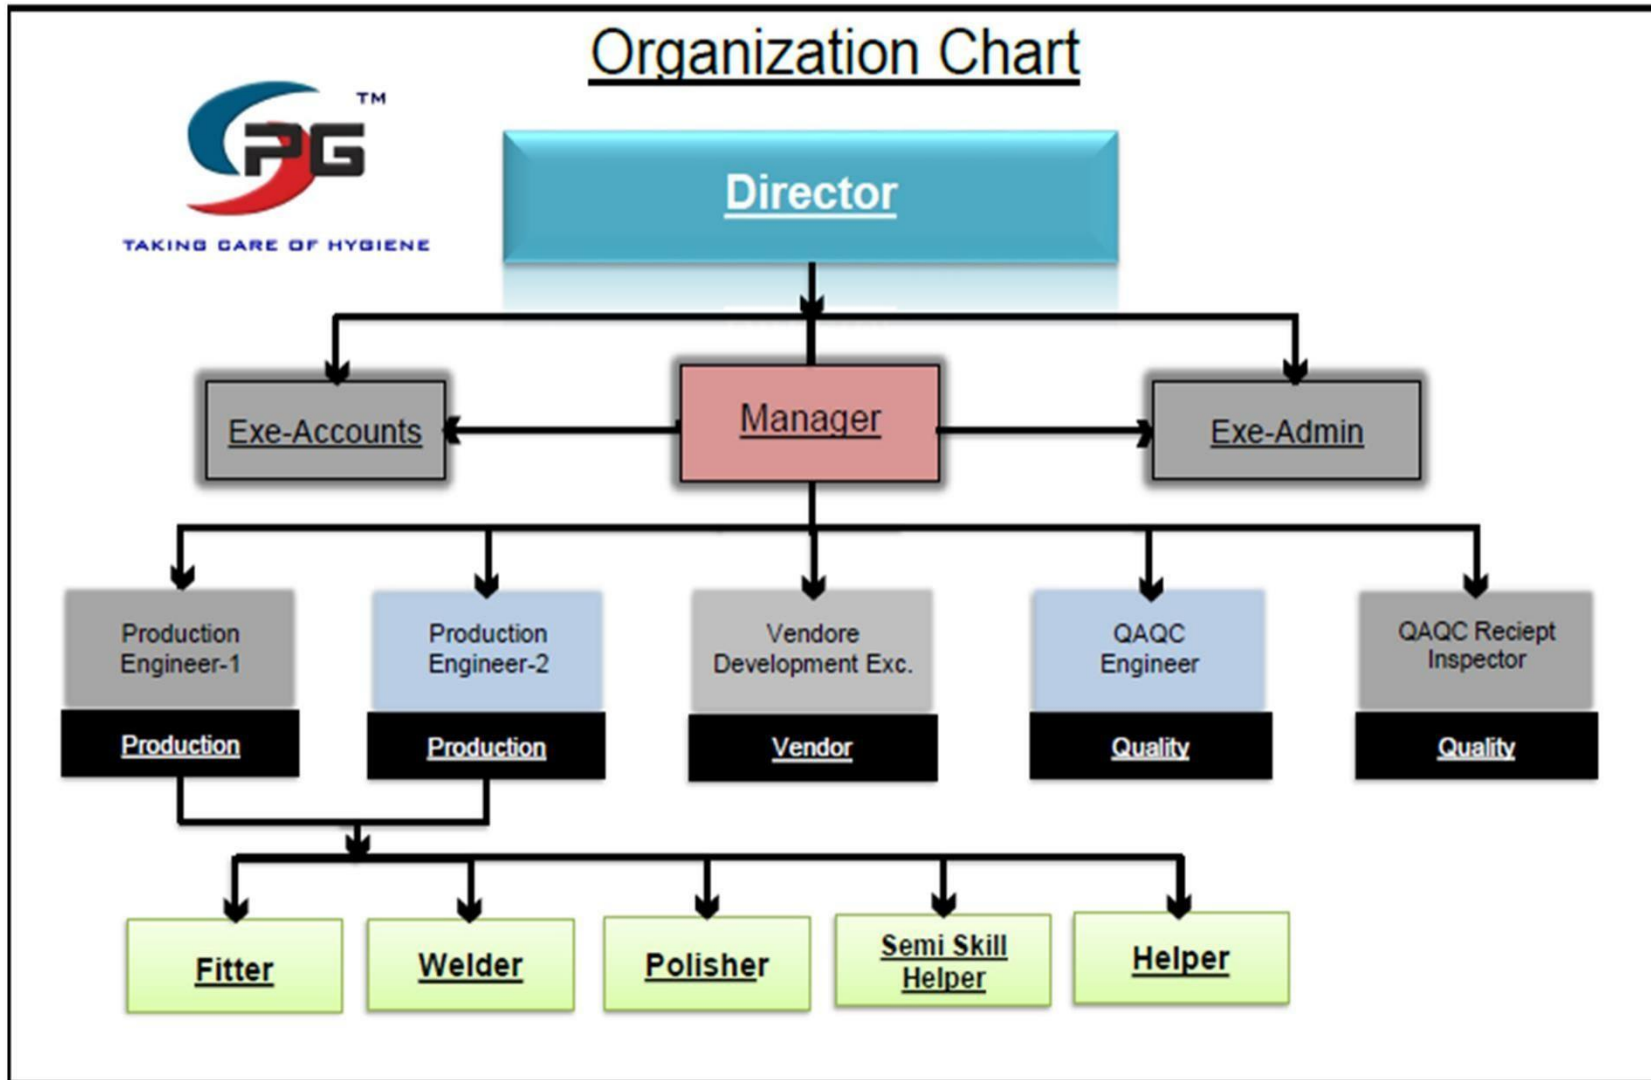 Organization Chart
PG
TM
TAKING CARE OF HYGIENE
Director
Exe-Accounts
Manager
Exe-Admin
Production
Engineer-1
Production
Engineer-2
Vendore
Development Exc.
QAQC
Engineer
QAQC Reciept
Inspector
Production
Production
Vendor
Quality
Quality
Fitter
Welder
Polisher
Semi Skill
Helper
Helper